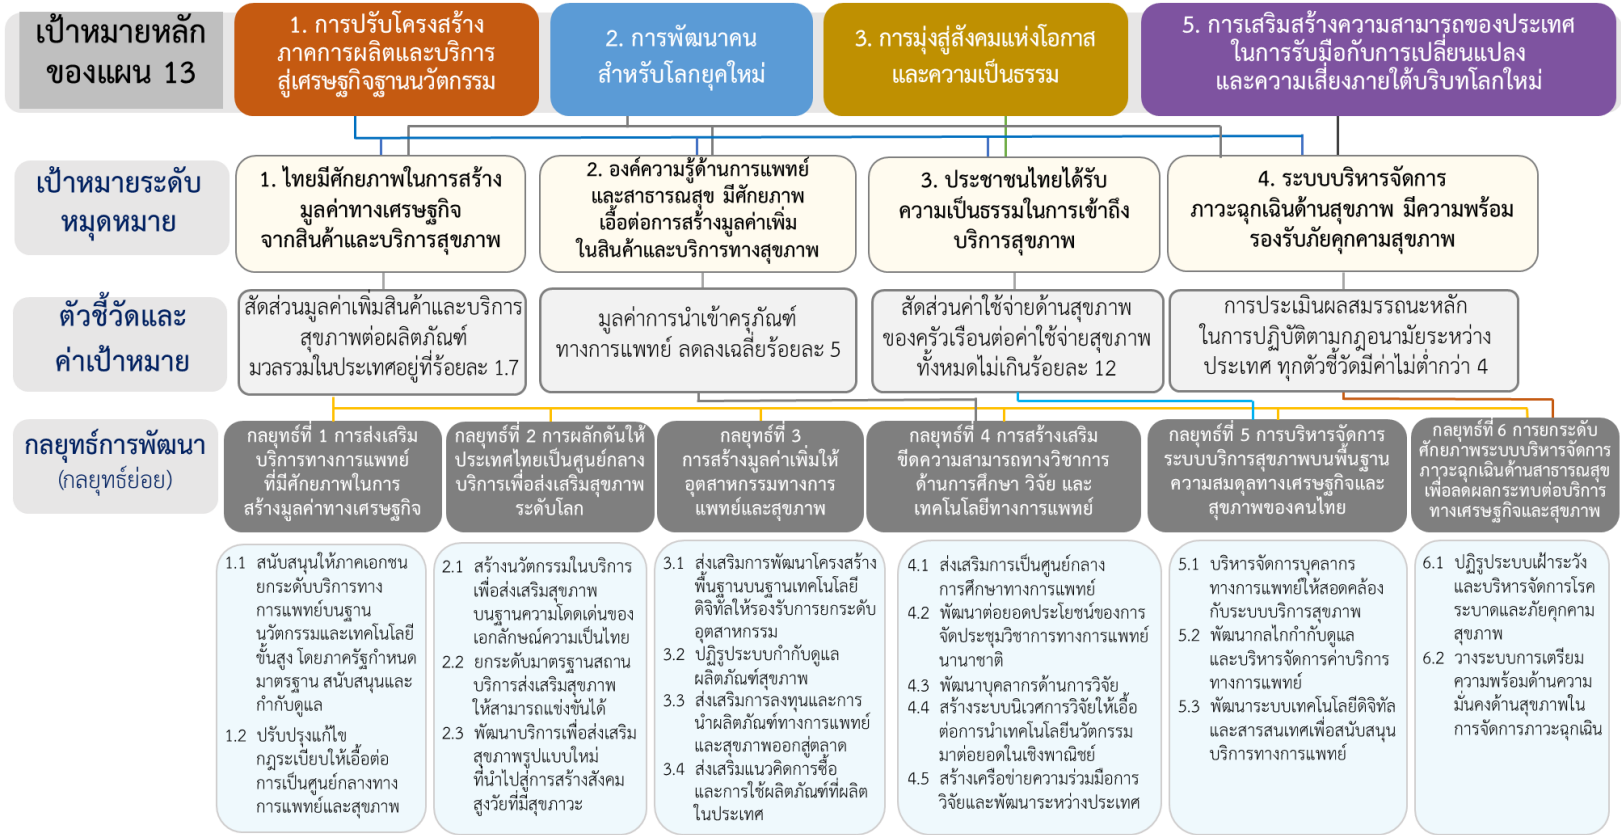 เป้าหมายหลัก
ของแผน 13
1. การปรับโครงสร้าง
ภาคการผลิตและบริการ
สู่เศรษฐกิจฐานนวัตกรรม
2. การพัฒนาคน
สำหรับโลกยุคใหม่
3. การมุ่งสู่สังคมแห่งโอกาส
และความเป็นธรรม
5. การเสริมสร้างความสามารถของประเทศ
ในการรับมือกับการเปลี่ยนแปลง
และความเสี่ยงภายใต้บริบทโลกใหม่
เป้าหมายระดับ
หมุดหมาย
1. ไทยมีศักยภาพในการสร้าง
มูลค่าทางเศรษฐกิจ
จากสินค้าและบริการสุขภาพ
2. องค์ความรู้ด้านการแพทย์
และสาธารณสุข มีศักยภาพ
เอื้อต่อการสร้างมูลค่าเพิ่ม
ในสินค้าและบริการทางสุขภาพ
3. ประชาชนไทยได้รับ
ความเป็นธรรมในการเข้าถึง
บริการสุขภาพ
4. ระบบบริหารจัดการ
ภาวะฉุกเฉินด้านสุขภาพ มีความพร้อม
รองรับภัยคุกคามสุขภาพ
ตัวชี้วัดและ
ค่าเป้าหมาย
สัดส่วนมูลค่าเพิ่มสินค้าและบริการ
สุขภาพต่อผลิตภัณฑ์
มวลรวมในประเทศอยู่ที่ร้อยละ 1.7
มูลค่าการนำเข้าครุภัณฑ์
ทางการแพทย์ ลดลงเฉลี่ยร้อยละ 5
สัดส่วนค่าใช้จ่ายด้านสุขภาพ
ของครัวเรือนต่อค่าใช้จ่ายสุขภาพ
ทั้งหมดไม่เกินร้อยละ 12
การประเมินผลสมรรถนะหลัก
ในการปฏิบัติตามกฎอนามัยระหว่าง
ประเทศ ทุกตัวชี้วัดมีค่าไม่ต่ำกว่า 4
กลยุทธ์การพัฒนา
(กลยุทธ์ย่อย)
กลยุทธ์ที่ 1 การส่งเสริม
บริการทางการแพทย์
ที่มีศักยภาพในการ
สร้างมูลค่าทางเศรษฐกิจ
กลยุทธ์ที่ 2 การผลักดันให้
ประเทศไทยเป็นศูนย์กลาง
บริการเพื่อส่งเสริมสุขภาพ
ระดับโลก
กลยุทธ์ที่ 3
การสร้างมูลค่าเพิ่มให้
อุตสาหกรรมทางการ
แพทย์และสุขภาพ
กลยุทธ์ที่ 4 การสร้างเสริม
ขีดความสามารถทางวิชาการ
ด้านการศึกษา วิจัย และ
เทคโนโลยีทางการแพทย์
กลยุทธ์ที่ 5 การบริหารจัดการ
ระบบบริการสุขภาพบนพื้นฐาน
ความสมดุลทางเศรษฐกิจและ
สุขภาพของคนไทย
กลยุทธ์ที่ 6 การยกระดับ
ศักยภาพระบบบริหารจัดการ
ภาวะฉุกเฉินด้านสาธารณสุข
เพื่อลดผลกระทบต่อบริการ
ทางเศรษฐกิจและสุขภาพ
1.1 สนับสนุนให้ภาคเอกชน
ยกระดับบริการทาง
การแพทย์บนฐาน
นวัตกรรมและเทคโนโลยี
ขั้นสูง โดยภาครัฐกำหนด
มาตรฐาน สนับสนุนและ
กำกับดูแล
1.2 ปรับปรุงแก้ไข
กฎระเบียบให้เอื้อต่อ
การเป็นศูนย์กลางทาง
การแพทย์และสุขภาพ
2.1 สร้างนวัตกรรมในบริการ
เพื่อส่งเสริมสุขภาพ
บนฐานความโดดเด่นของ
เอกลักษณ์ความเป็นไทย
2.2 ยกระดับมาตรฐานสถาน
บริการส่งเสริมสุขภาพ
ให้สามารถแข่งขันได้
2.3 พัฒนาบริการเพื่อส่งเสริม
สุขภาพรูปแบบใหม่
ที่นำไปสู่การสร้างสังคม
สูงวัยที่มีสุขภาวะ
3.1 ส่งเสริมการพัฒนาโครงสร้าง
พื้นฐานบนฐานเทคโนโลยี
ดิจิทัลให้รองรับการยกระดับ
อุตสาหกรรม
3.2 ปฏิรูประบบกำกับดูแล
ผลิตภัณฑ์สุขภาพ
3.3 ส่งเสริมการลงทุนและการ
นำผลิตภัณฑ์ทางการแพทย์
และสุขภาพออกสู่ตลาด
3.4 ส่งเสริมแนวคิดการซื้อ
และการใช้ผลิตภัณฑ์ที่ผลิต
ในประเทศ
4.1 ส่งเสริมการเป็นศูนย์กลาง
การศึกษาทางการแพทย์
4.2 พัฒนาต่อยอดประโยชน์ของการ
จัดประชุมวิชาการทางการแพทย์
นานาชาติ
4.3 พัฒนาบุคลากรด้านการวิจัย
4.4 สร้างระบบนิเวศการวิจัยให้เอื้อ
ต่อการนำเทคโนโลยีนวัตกรรม
มาต่อยอดในเชิงพาณิชย์
4.5 สร้างเครือข่ายความร่วมมือการ
วิจัยและพัฒนาระหว่างประเทศ
5.1 บริหารจัดการบุคลากร
ทางการแพทย์ให้สอดคล้อง
กับระบบบริการสุขภาพ
5.2 พัฒนากลไกกำกับดูแล
และบริหารจัดการค่าบริการ
ทางการแพทย์
5.3 พัฒนาระบบเทคโนโลยีดิจิทัล
และสารสนเทศเพื่อสนับสนุน
บริการทางการแพทย์
6.1 ปฏิรูประบบเฝ้าระวัง
และบริหารจัดการโรค
ระบาดและภัยคุกคาม
สุขภาพ
6.2 วางระบบการเตรียม
ความพร้อมด้านความ
มั่นคงด้านสุขภาพใน
การจัดการภาวะฉุกเฉิน